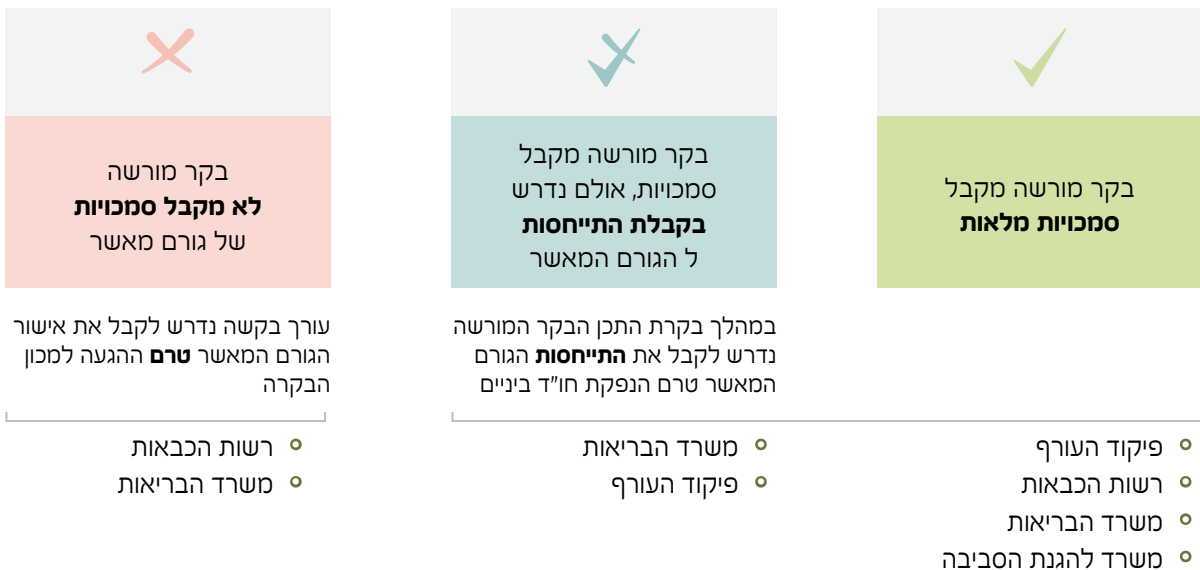 בקר מורשה מקבל
סמכויות מלאות
בקר מורשה מקבל
סמכויות, אולם נדרש
בקבלת התייחסות
ל הגורם המאשר
בקר מורשה
לא מקבל סמכויות
של גורם מאשר
במהלך בקרת התכן הבקר המורשה
נדרש לקבל את התייחסות הגורם
המאשר טרם הנפקת חו"ד ביניים
עורך בקשה נדרש לקבל את אישור
הגורם המאשר טרם ההגעה למכון
הבקרה
פיקוד העורף
רשות הכבאות
משרד הבריאות
משרד להגנת הסביבה
משרד הבריאות
פיקוד העורף
רשות הכבאות
משרד הבריאות